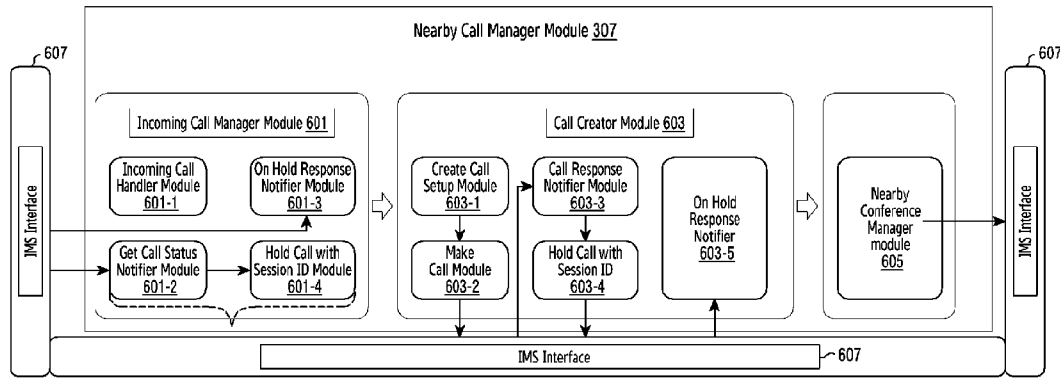 Nearby Call Manager Module 307
607
607
IMS Interface
Incoming Call Manager Module 601
Incoming Call
Handler Module
601-1
On Hold Response
Notifier Module
601-3
Get Call Status
Notifier Module
601-2
Hold Call with
Session ID Module
601-4
Call Creator Module 603
Create Call
Setup Module
603-1
Call Response
Notifier Module
603-3
Make
Call Module
603-2
Hold Call with
Session ID
603-4
On Hold
Response
Notifier
603-5
Nearby
Conference
Manager
module
605
IMS Interface
IMS Interface
607